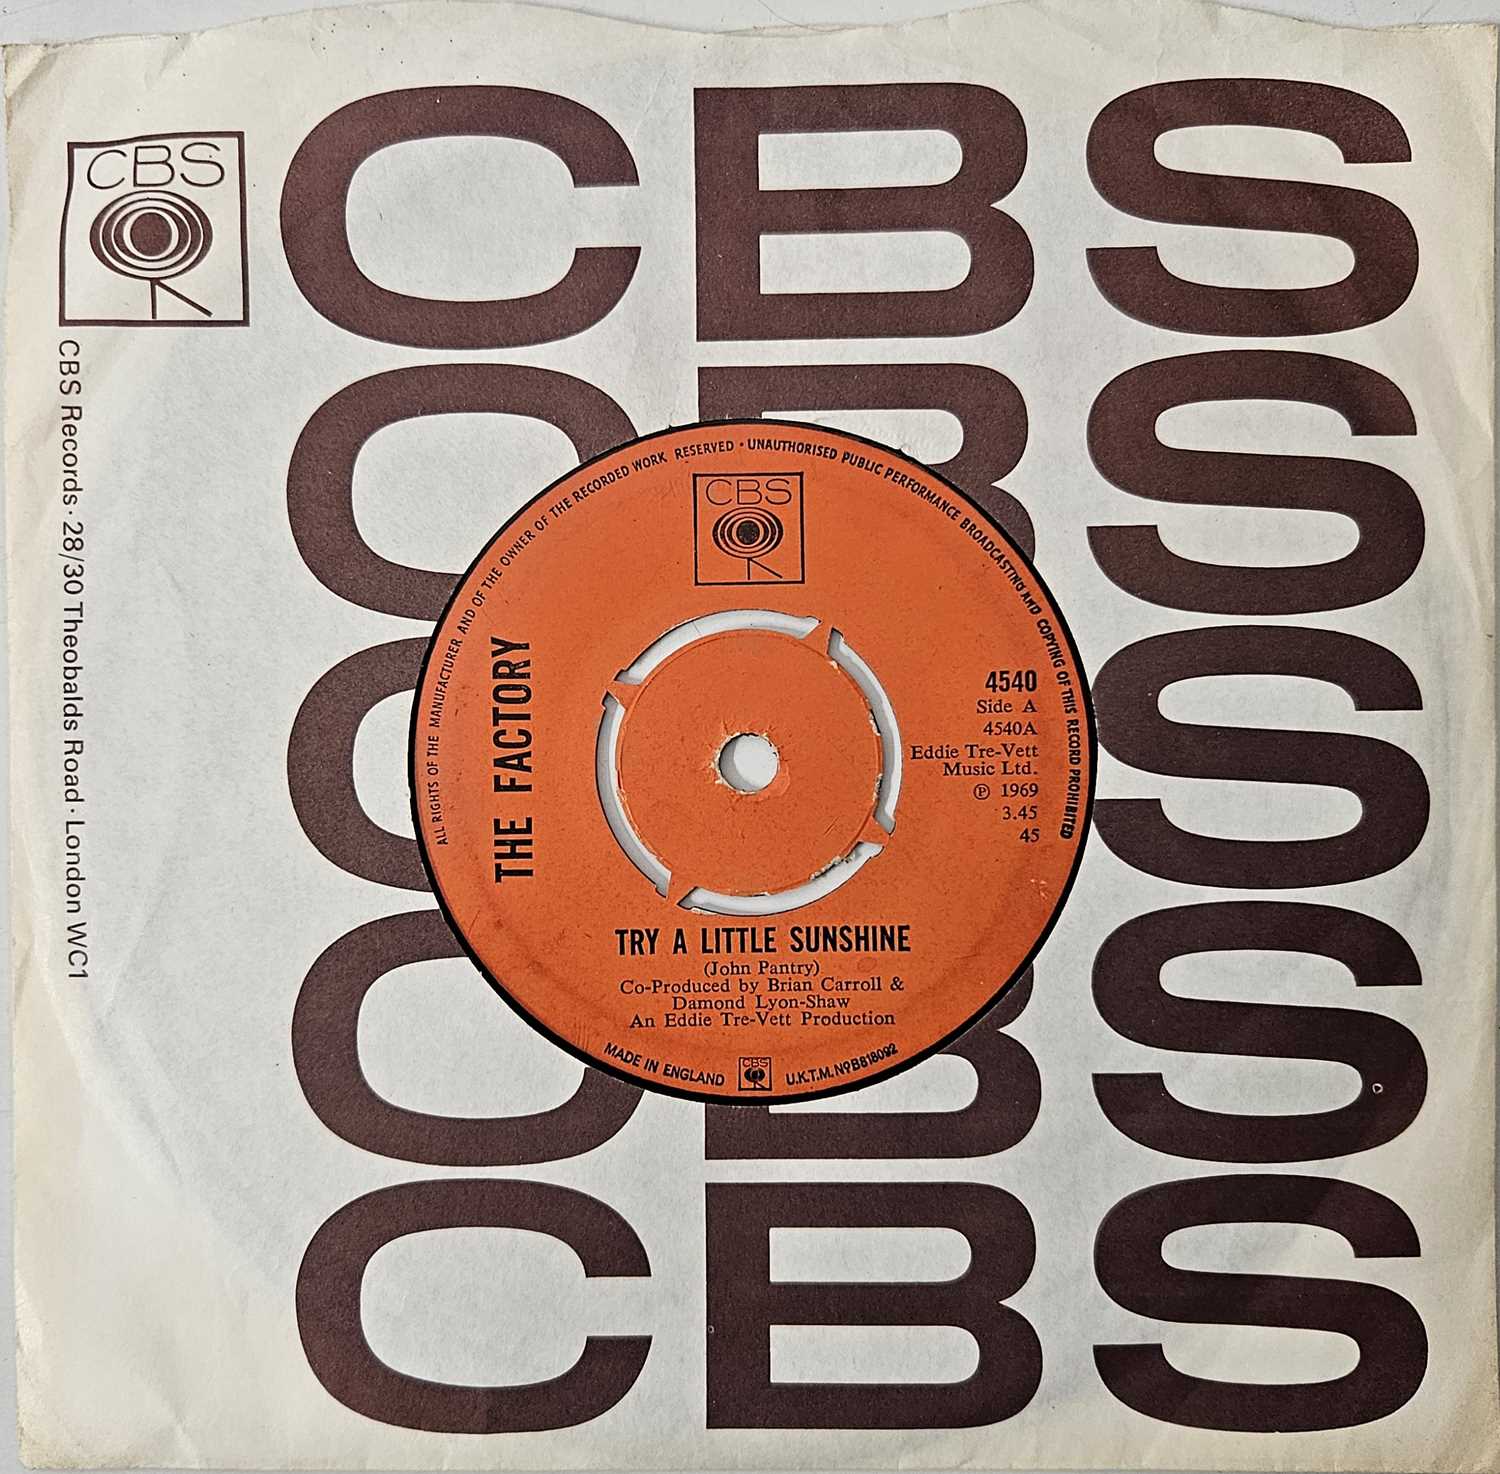 CBS
CBS
CBS Records · 28/30 Theobalds Road · London WC1
CBS
CBS
CBS
CBS
ALL RIGHTS OF THE MANUFACTURER AND OF THE OWNER OF THE RECORDED WORK RESERVED · UNAUTHORISED PUBLIC PERFORMANCE BROADCASTING AND COPYING OF THIS RECORD PROHIBITED
CBS
THE FACTORY
4540
Side A
4540A
Eddie Tre-Vett
Music Ltd.
℗ 1969
3.45
45
TRY A LITTLE SUNSHINE
(John Pantry)
Co-Produced by Brian Carroll &
Damond Lyon-Shaw
An Eddie Tre-Vett Production
MADE IN ENGLAND CBS U.K.T.M. №B818092